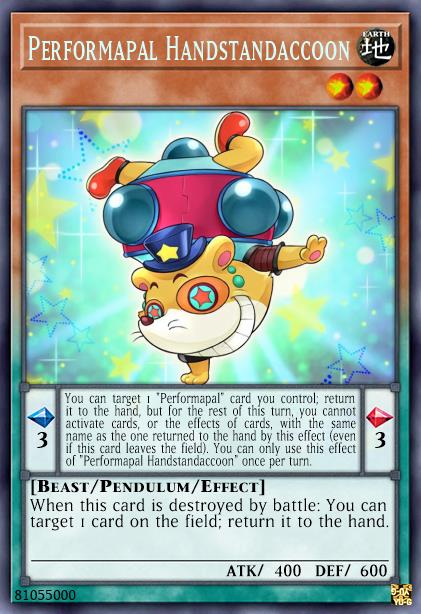 Performapal Handstandaccoon
EARTH
地
You can target 1 "Performapal" card you control; return
it to the hand, but for the rest of this turn, you cannot
activate cards, or the effects of cards, with the same
name as the one returned to the hand by this effect (even
if this card leaves the field). You can only use this effect
of "Performapal Handstandaccoon" once per turn.
3
3
[Beast/Pendulum/Effect]
When this card is destroyed by battle: You can
target 1 card on the field; return it to the hand.
ATK/ 400 DEF/ 600
81055000